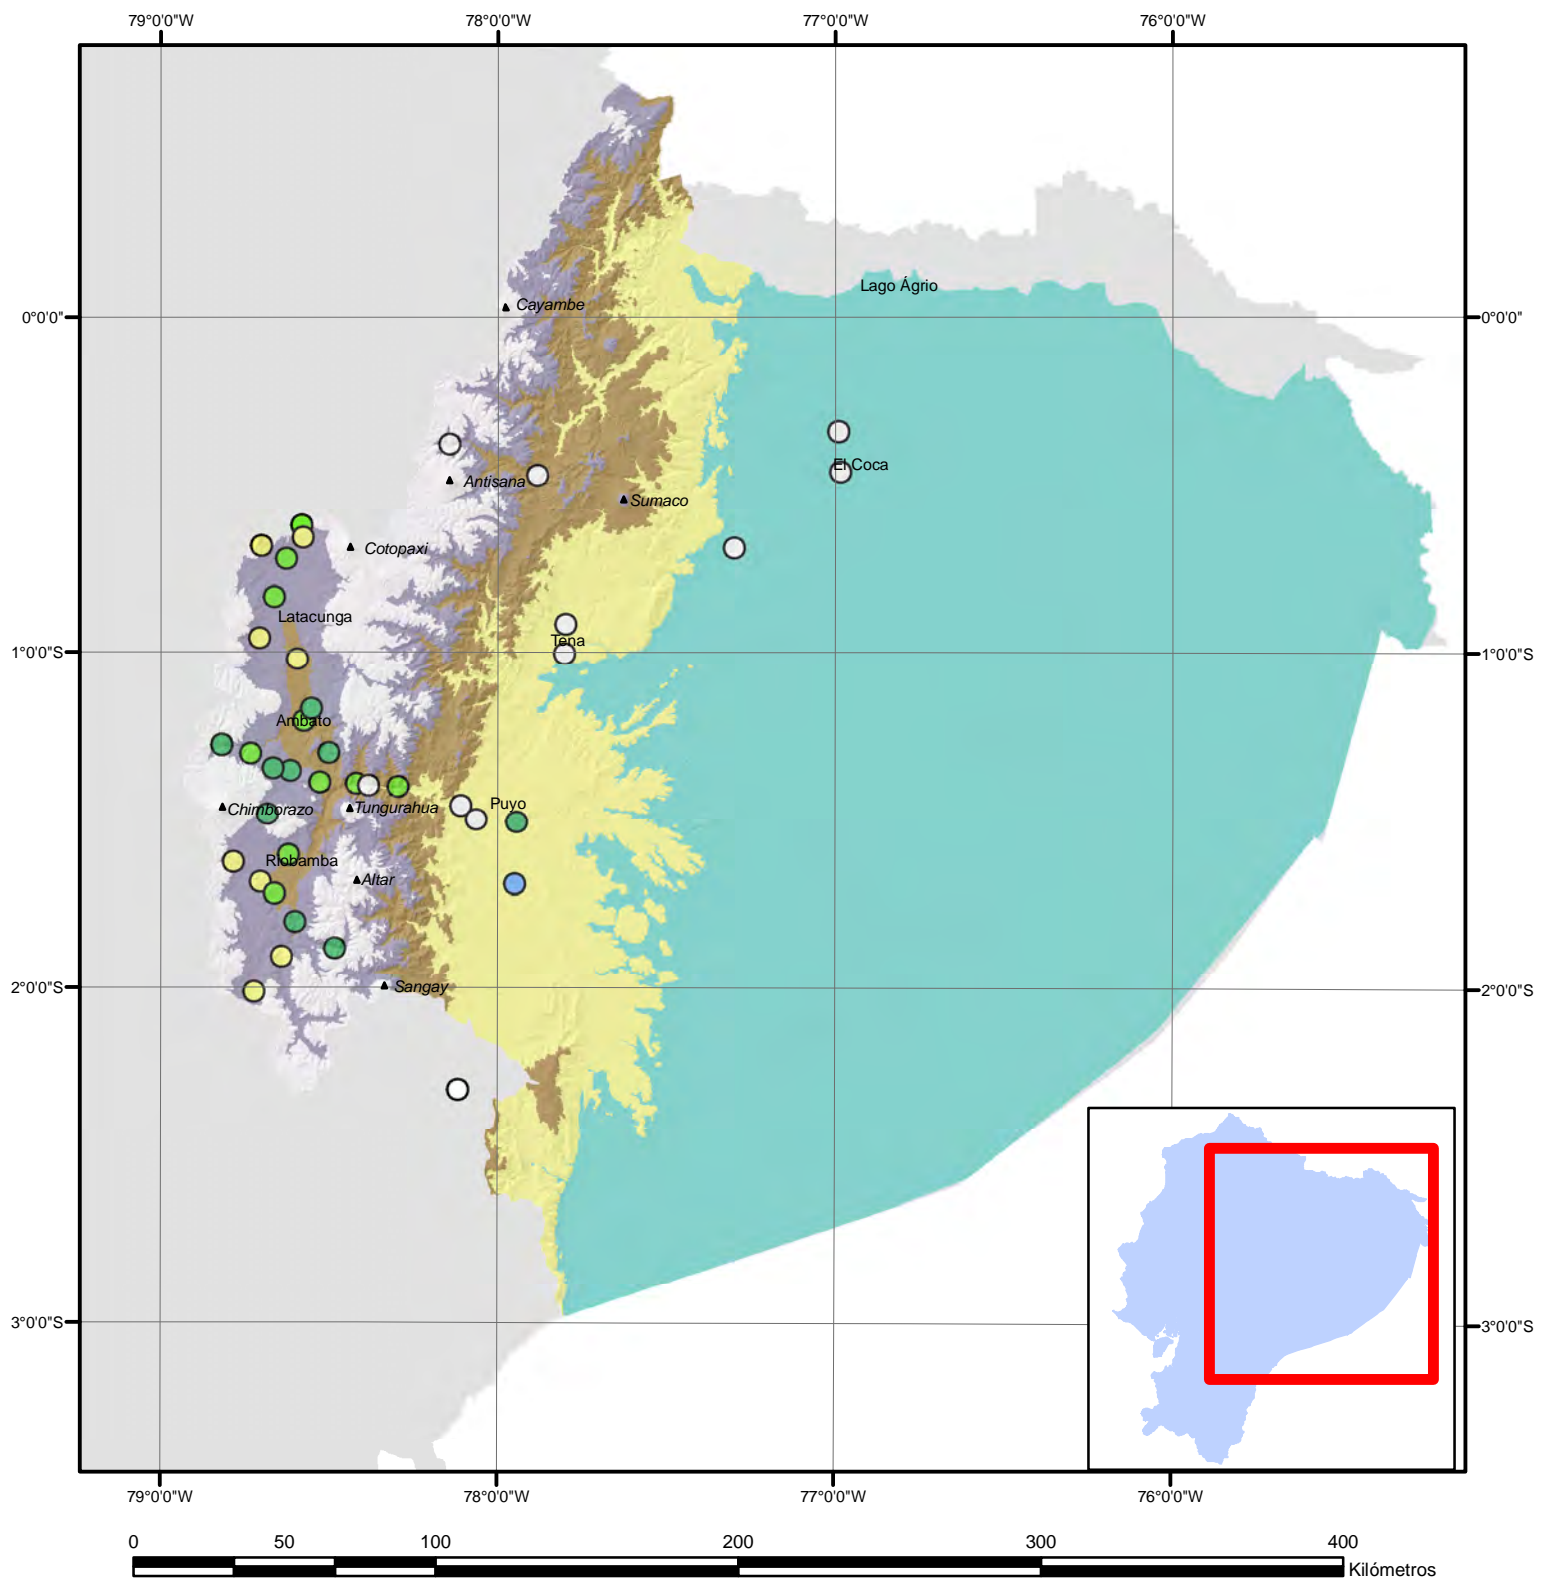 79°0'0"W
78°0'0"W
77°0'0"W
76°0'0"W
Lago Ágrio
Cayambe
0°0'0"
0°0'0"
El Coca
Antisana
Sumaco
Cotopaxi
Latacunga
Tena
1°0'0"S
1°0'0"S
Ambato
Puyo
Chimborazo
Tungurahua
Riobamba
Altar
Sangay
2°0'0"S
2°0'0"S
3°0'0"S
3°0'0"S
79°0'0"W
78°0'0"W
77°0'0"W
76°0'0"W
0
50
100
200
300
400
Kilómetros